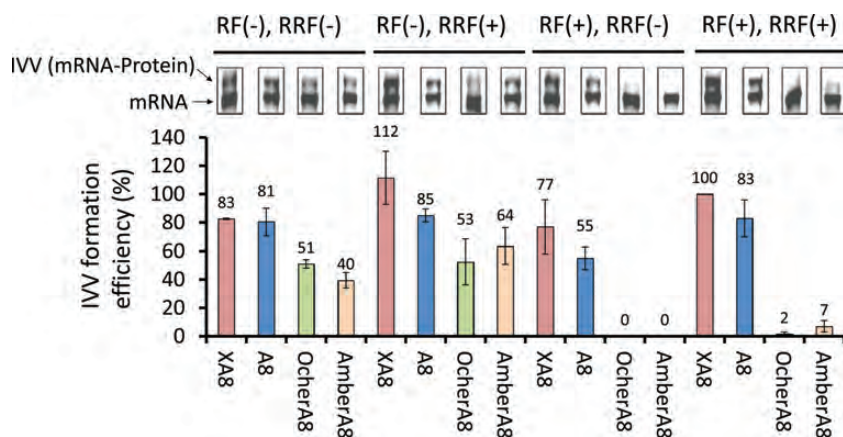 RF(-), RRF(-) RF(-), RRF(+) RF(+), RRF(-) RF(+), RRF(+)
IVV (mRNA-Protein)
mRNA
IVV formation
efficiency (%)
140
120
100
80
60
40
20
0
83 81 51 40 112 85 53 64 77 55 0 0 100 83 2 7
XA8 A8 OcherA8 AmberA8 XA8 A8 OcherA8 AmberA8 XA8 A8 OcherA8 AmberA8 XA8 A8 OcherA8 AmberA8